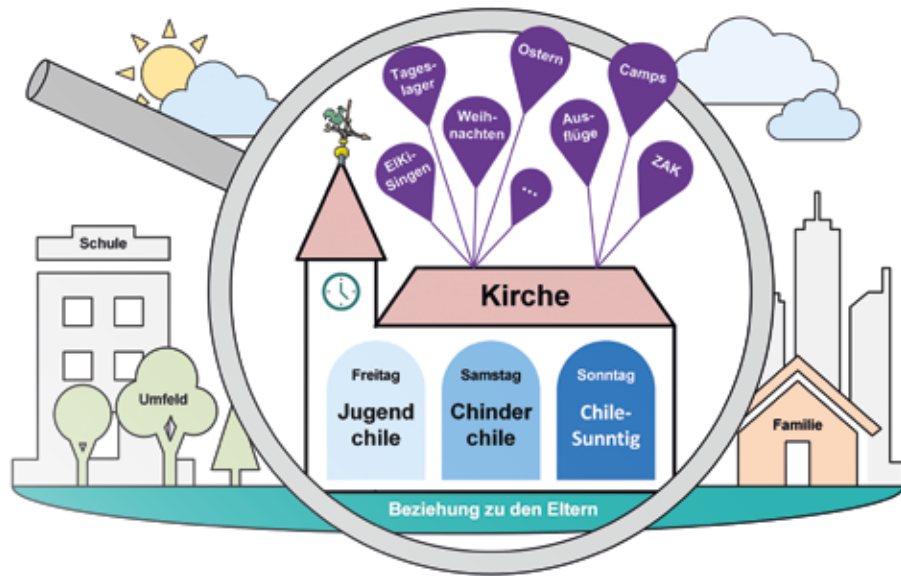 Tages-
lager
Ostern
Camps
Weih-
nachten
Aus-
flüge
ElKi-
Singen
...
ZAK
Schule
Kirche
Umfeld
Freitag
Jugend
chile
Samstag
Chinder
chile
Sonntag
Chile-
Sunntig
Familie
Beziehung zu den Eltern